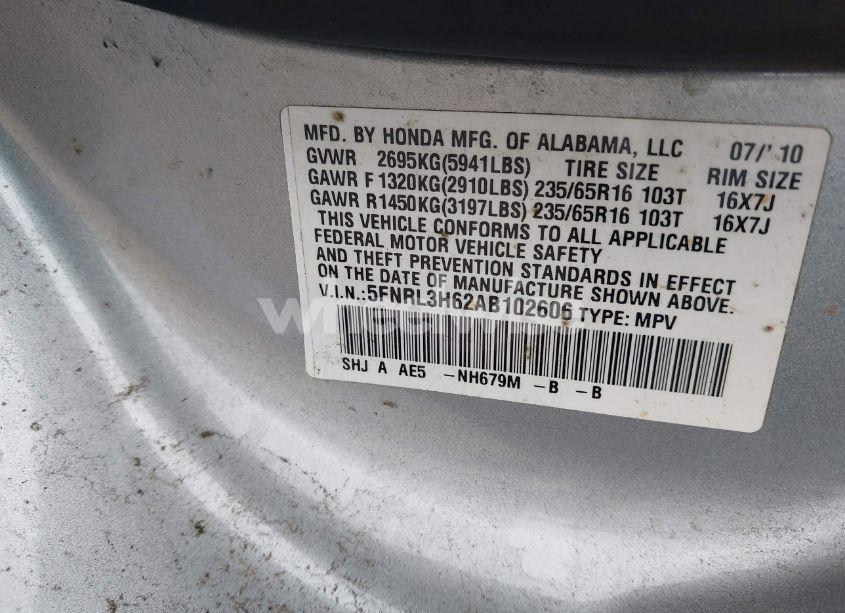 MFD. BY HONDA MFG. OF ALABAMA, LLC 07/' 10
GVWR 2695KG(5941LBS) TIRE SIZE RIM SIZE
GAWR F 1320KG(2910LBS) 235/65R16 103T 16X7J
GAWR R1450KG(3197LBS) 235/65R16 103T 16X7J
THIS VEHICLE CONFORMS TO ALL APPLICABLE
FEDERAL MOTOR VEHICLE SAFETY
AND THEFT PREVENTION STANDARDS IN EFFECT
ON THE DATE OF MANUFACTURE SHOWN ABOVE.
V.I.N.:5FNRL3H62AB102606 TYPE: MPV
SHJ A AE5 -NH679M -B -B